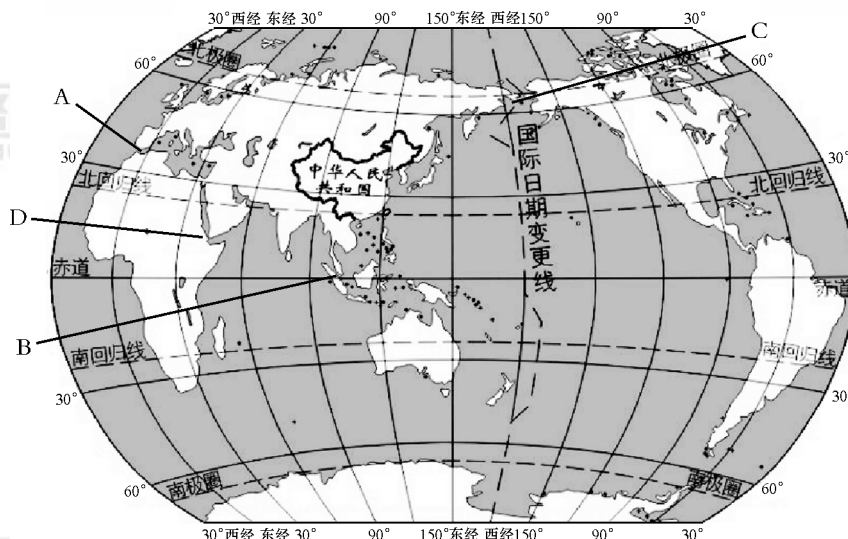 30° 西经 东经 30° 90° 150°东经 西经150° 90° 30°
C
北极圈 北极圈
60° 60°
A
国际日期变更线
30° 30°
中华人民
共和国
北回归线 北回归线
D
赤道 赤道
B
南回归线 南回归线
30° 30°
南极圈 南极圈
60° 60°
30°西经 东经 30° 90° 150°东经 西经150° 90° 30°